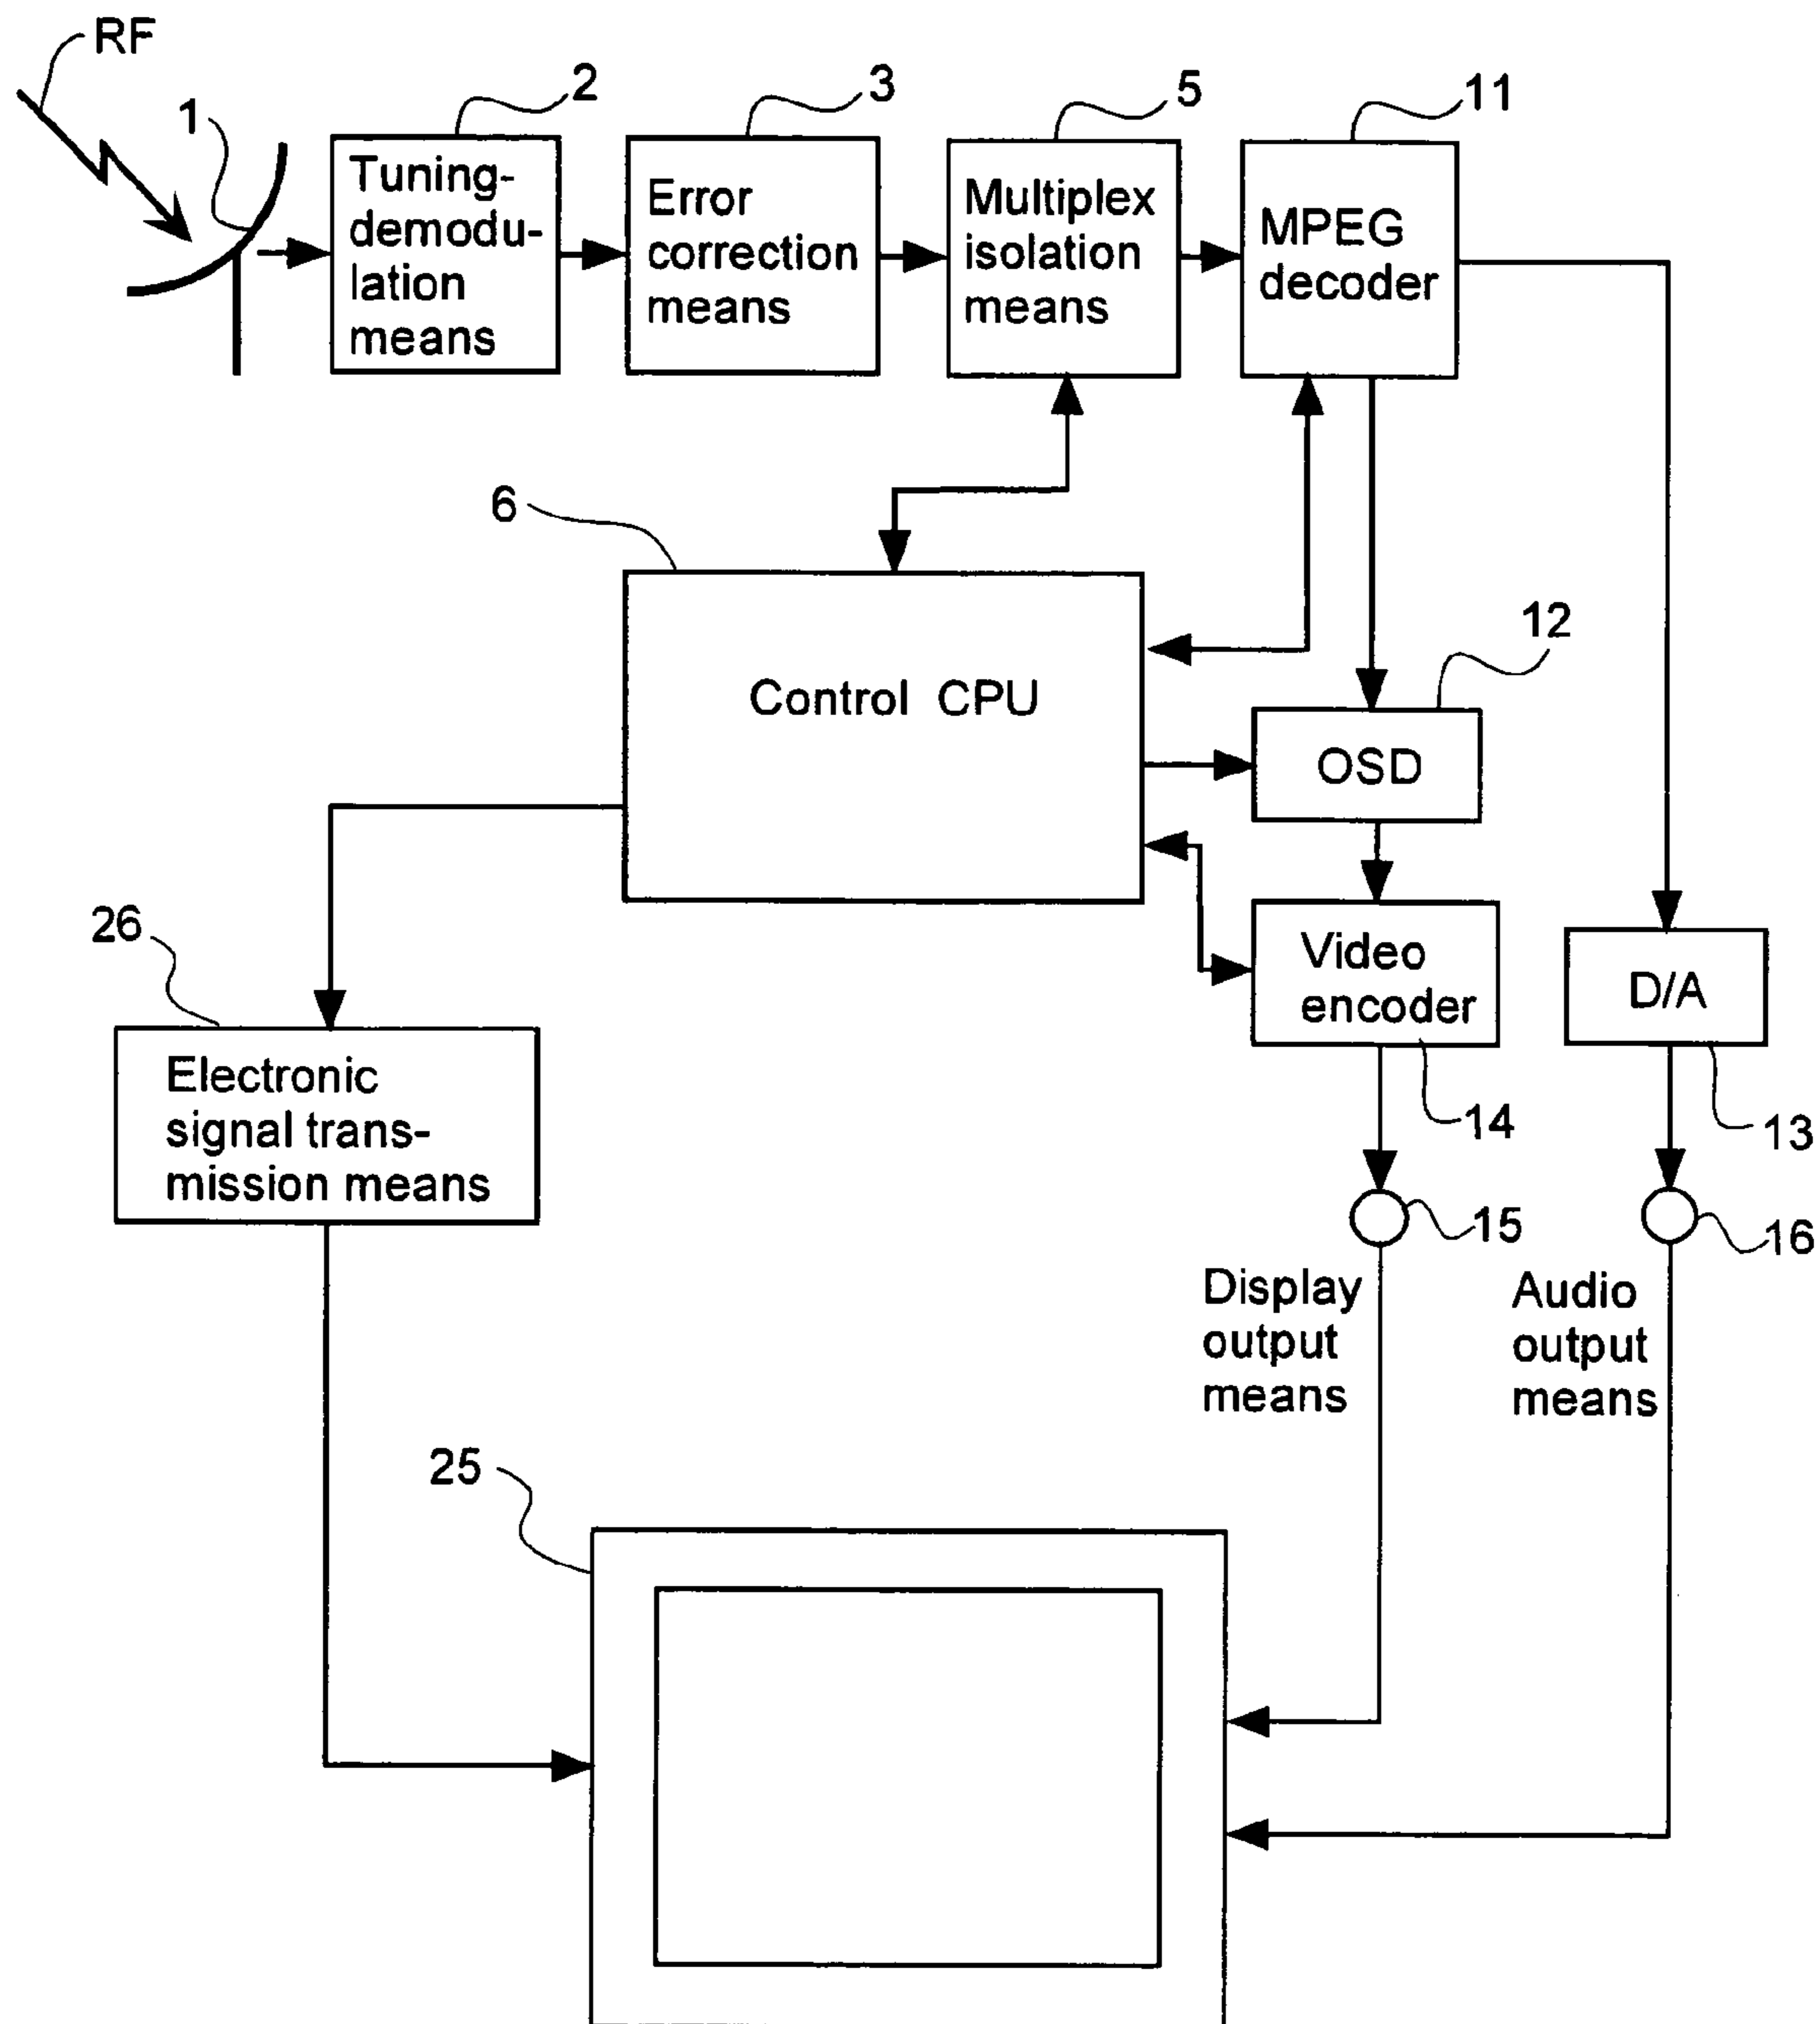 RF
1
2
3
5
11
Tuning-
demodu-
lation
means
Error
correction
means
Multiplex
isolation
means
MPEG
decoder
6
Control CPU
12
OSD
26
Video
encoder
D/A
Electronic
signal trans-
mission means
14
13
15
16
Display
output
means
Audio
output
means
25